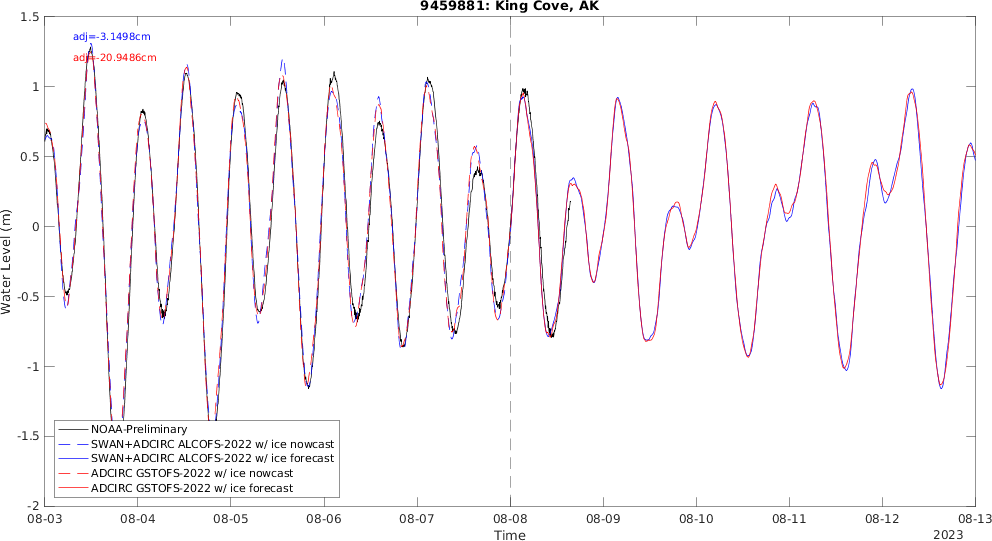 9459881: King Cove, AK
1.5
adj=-3.1498cm
adj=-20.9486cm
1
0.5
0
-0.5
-1
-1.5
-2
Water Level (m)
NOAA-Preliminary
SWAN+ADCIRC ALCOFS-2022 w/ ice nowcast
SWAN+ADCIRC ALCOFS-2022 w/ ice forecast
ADCIRC GSTOFS-2022 w/ ice nowcast
ADCIRC GSTOFS-2022 w/ ice forecast
08-03 08-04 08-05 08-06 08-07 08-08 08-09 08-10 08-11 08-12 08-13
Time
2023